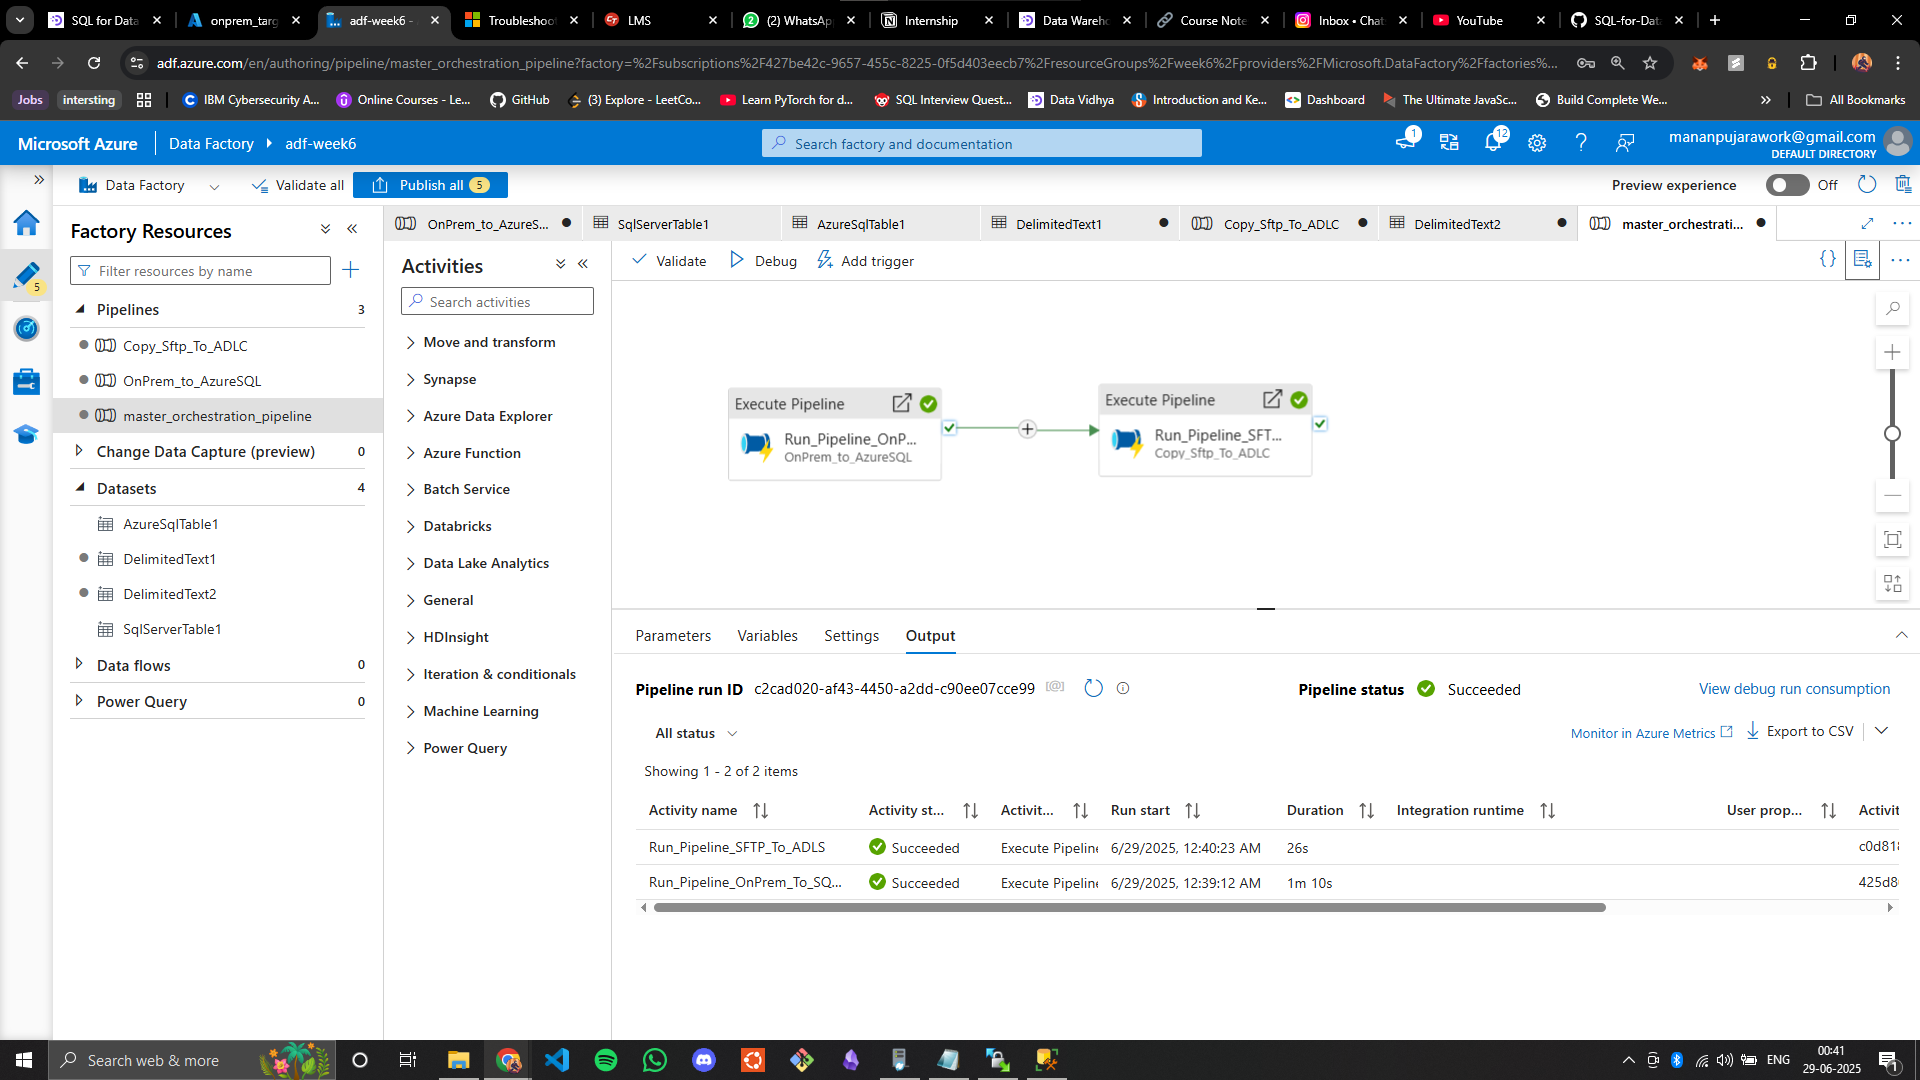 SQL for Data
onprem_targ
adf-week6 -
Troubleshoo
LMS
(2) WhatsAp
Internship
Data Wareho
Course Note
Inbox • Chat
YouTube
SQL-for-Dat
adf.azure.com/en/authoring/pipeline/master_orchestration_pipeline?factory=%2Fsubscriptions%2F427be42c-9657-455c-8225-0f5d403eecb7%2FresourceGroups%2Fweek6%2Fproviders%2FMicrosoft.DataFactory%2Ffactories%...
Jobs
intersting
IBM Cybersecurity A...
Online Courses - Le...
GitHub
(3) Explore - LeetCo...
Learn PyTorch for d...
SQL Interview Quest...
Data Vidhya
Introduction and Ke...
Dashboard
The Ultimate JavaSc...
Build Complete We...
All Bookmarks
Microsoft Azure
Data Factory
adf-week6
Search factory and documentation
1
12
mananpujarawork@gmail.com
DEFAULT DIRECTORY
Data Factory
Validate all
Publish all 5
Preview experience
Off
5
Factory Resources
Filter resources by name
Pipelines 3
Copy_Sftp_To_ADLC
OnPrem_to_AzureSQL
master_orchestration_pipeline
Change Data Capture (preview) 0
Datasets 4
AzureSqlTable1
DelimitedText1
DelimitedText2
SqlServerTable1
Data flows 0
Power Query 0
OnPrem_to_AzureS...
SqlServerTable1
AzureSqlTable1
DelimitedText1
Copy_Sftp_To_ADLC
DelimitedText2
master_orchestrati...
Activities
Search activities
Move and transform
Synapse
Azure Data Explorer
Azure Function
Batch Service
Databricks
Data Lake Analytics
General
HDInsight
Iteration & conditionals
Machine Learning
Power Query
Validate
Debug
Add trigger
Execute Pipeline
Run_Pipeline_OnP...
OnPrem_to_AzureSQL
Execute Pipeline
Run_Pipeline_SFT...
Copy_Sftp_To_ADLC
Parameters
Variables
Settings
Output
Pipeline run ID c2cad020-af43-4450-a2dd-c90ee07cce99
Pipeline status Succeeded
View debug run consumption
All status
Monitor in Azure Metrics
Export to CSV
Showing 1 - 2 of 2 items
Activity name
Activity st...
Activit...
Run start
Duration
Integration runtime
User prop...
Activit
Run_Pipeline_SFTP_To_ADLS Succeeded Execute Pipeline 6/29/2025, 12:40:23 AM 26s c0d818
Run_Pipeline_OnPrem_To_SQ... Succeeded Execute Pipeline 6/29/2025, 12:39:12 AM 1m 10s 425d8
Search web & more
ENG
00:41
29-06-2025
1